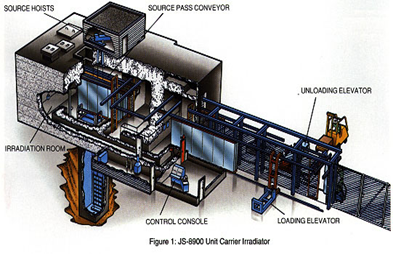 SOURCE HOISTS
SOURCE PASS CONVEYOR
UNLOADING ELEVATOR
IRRADIATION ROOM
CONTROL CONSOLE
LOADING ELEVATOR
Figure 1: JS-8900 Unit Carrier Irradiator